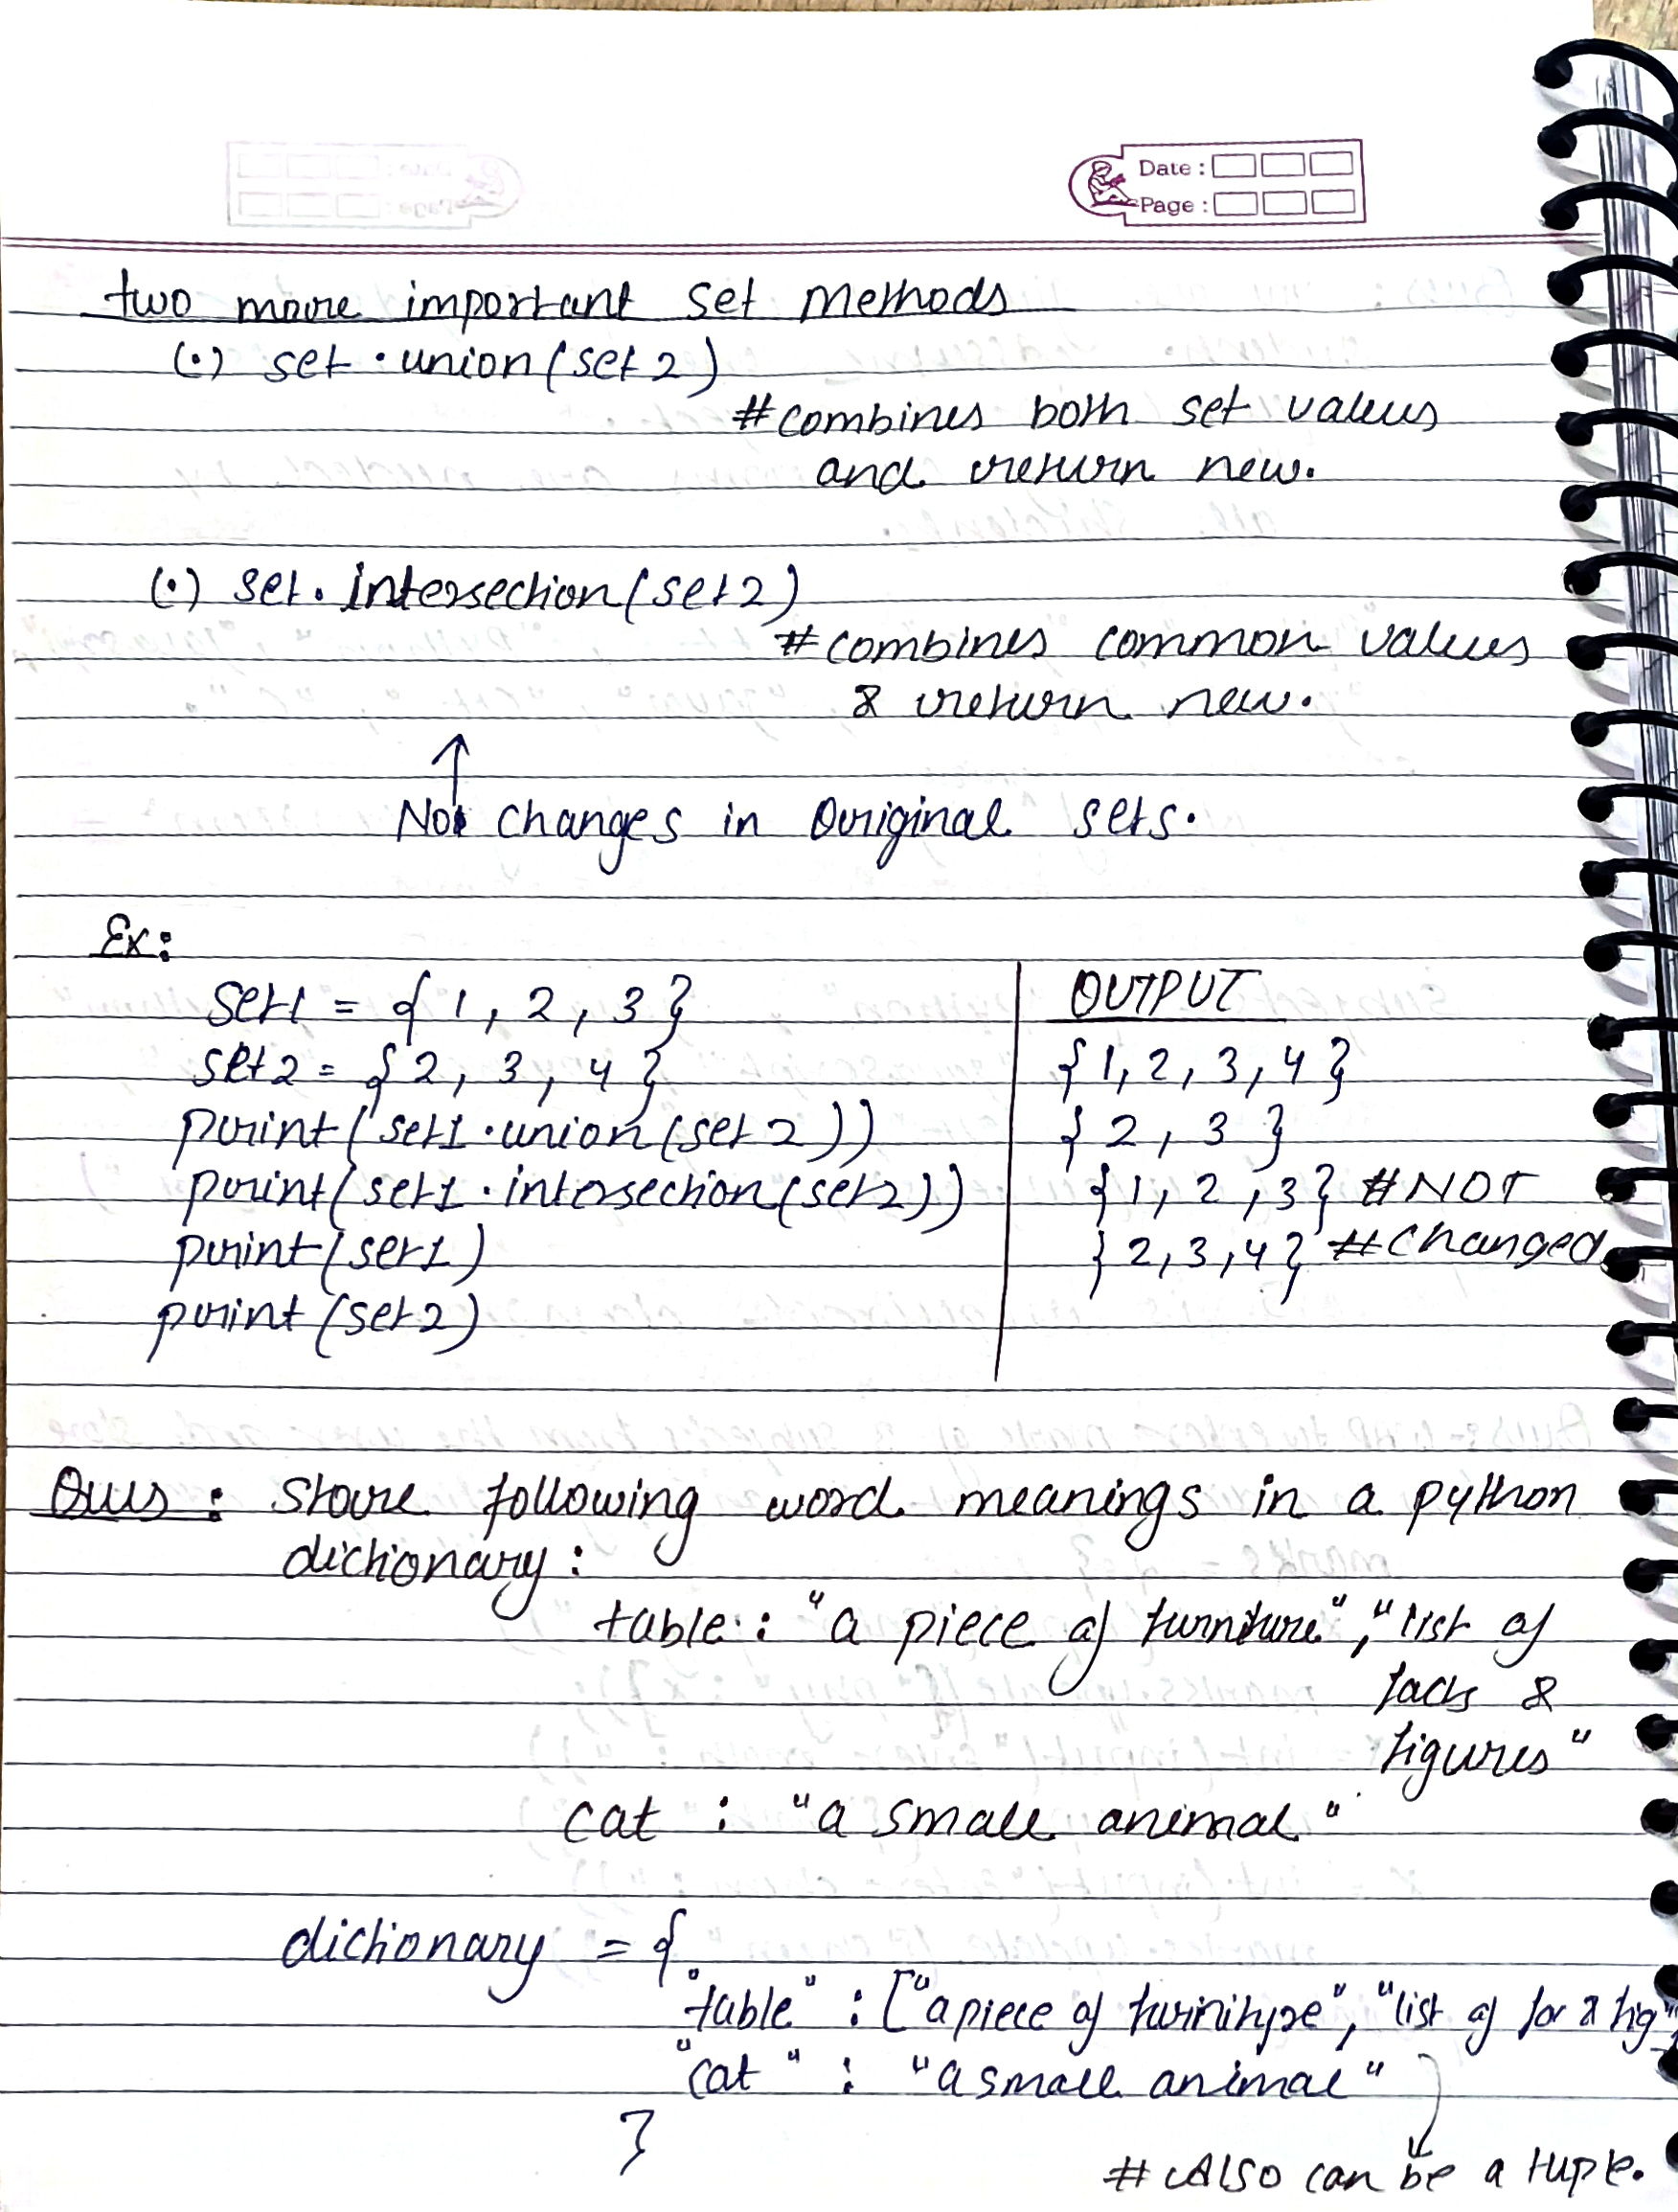 Date :
Page :
two more important set methods
(•) set.union(set2)
#combines both set values
and return new.
(•) set.intersection(set2)
#combines common values
& return new.
↑
No changes in Original sets.
Ex:
set1 = {1, 2, 3}
set2 = {2, 3, 4}
print(set1.union(set2))
print(set1.intersection(set2))
print(set1)
print(set2)
OUTPUT
{1, 2, 3, 4}
{2, 3}
{1, 2, 3} #NOT
{2, 3, 4} #Changed
Ques: Store following word meanings in a python
dictionary:
table : "a piece of furniture", "list of
facts &
figures"
cat : "a small animal"
dictionary = {
"table" : ["a piece of furniture", "list of for & fig"
"cat" : "a small animal"
}
# Also can be a tuple.